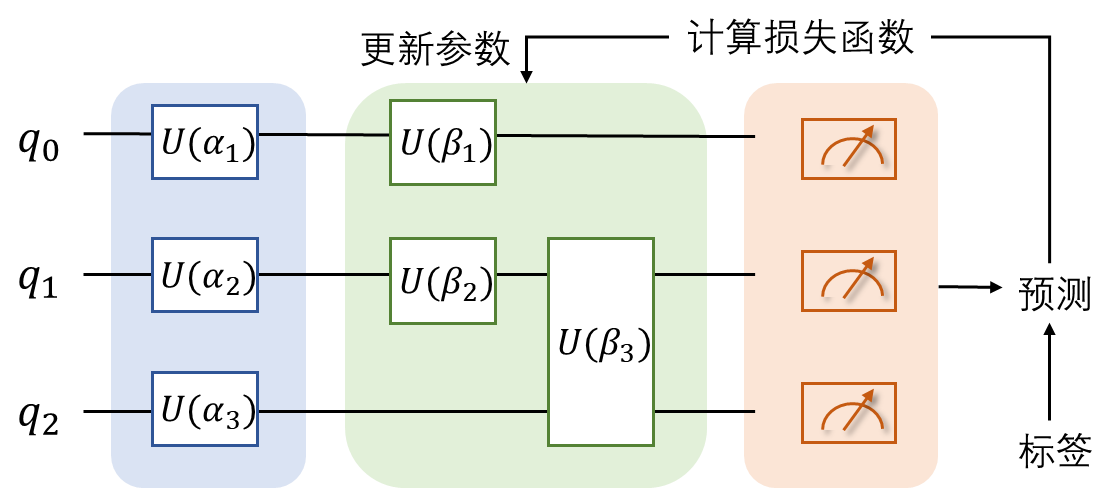 更新参数
计算损失函数
q₀
U(α₁)
U(β₁)
q₁
U(α₂)
U(β₂)
预测
U(β₃)
q₂
U(α₃)
标签